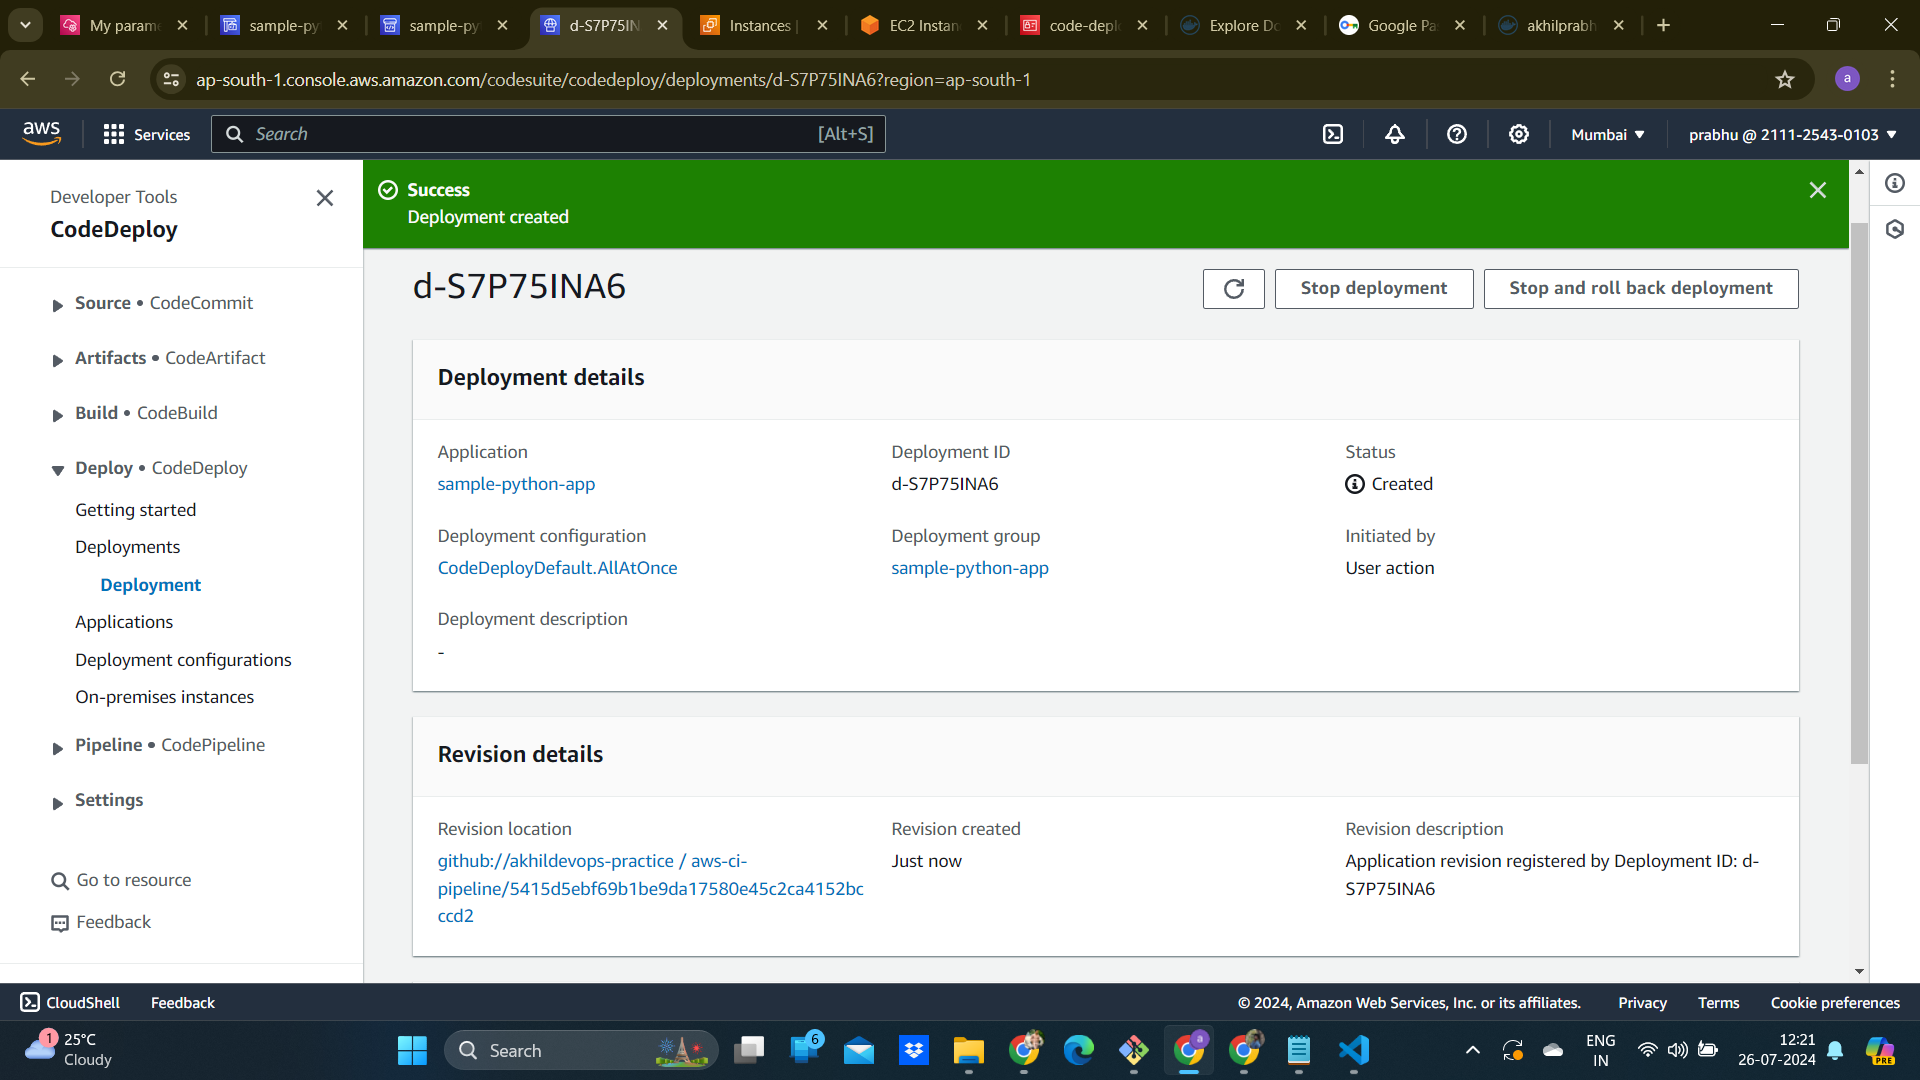 My param
sample-py
sample-py
d-S7P75IN
Instances |
EC2 Instan
code-deplo
Explore Do
Google Pa
akhilprabh
ap-south-1.console.aws.amazon.com/codesuite/codedeploy/deployments/d-S7P75INA6?region=ap-south-1
a
aws
Services
Search
[Alt+S]
Mumbai
prabhu @ 2111-2543-0103
Developer Tools
CodeDeploy
Source • CodeCommit
Artifacts • CodeArtifact
Build • CodeBuild
Deploy • CodeDeploy
Getting started
Deployments
Deployment
Applications
Deployment configurations
On-premises instances
Pipeline • CodePipeline
Settings
Go to resource
Feedback
Success
Deployment created
d-S7P75INA6
Stop deployment
Stop and roll back deployment
Deployment details
Application
sample-python-app
Deployment ID
d-S7P75INA6
Status
Created
Deployment configuration
CodeDeployDefault.AllAtOnce
Deployment group
sample-python-app
Initiated by
User action
Deployment description
-
Revision details
Revision location
github://akhildevops-practice / aws-ci-
pipeline/5415d5ebf69b1be9da17580e45c2ca4152bc
ccd2
Revision created
Just now
Revision description
Application revision registered by Deployment ID: d-
S7P75INA6
CloudShell
Feedback
© 2024, Amazon Web Services, Inc. or its affiliates.
Privacy
Terms
Cookie preferences
1
25°C
Cloudy
Search
6
a
ENG
IN
12:21
26-07-2024
PRE